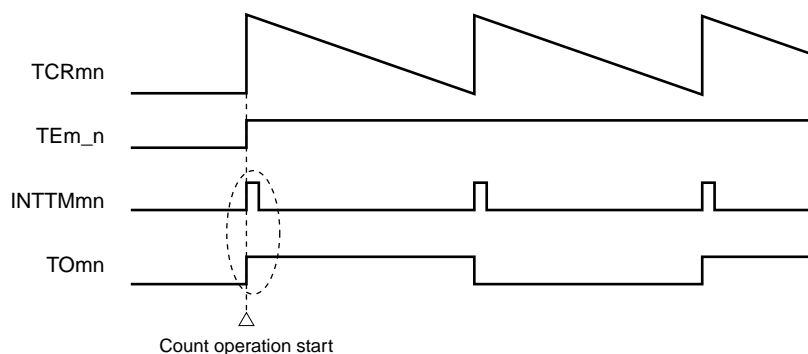 TCRmn
TEm_n
INTTMmn
TOmn
Count operation start